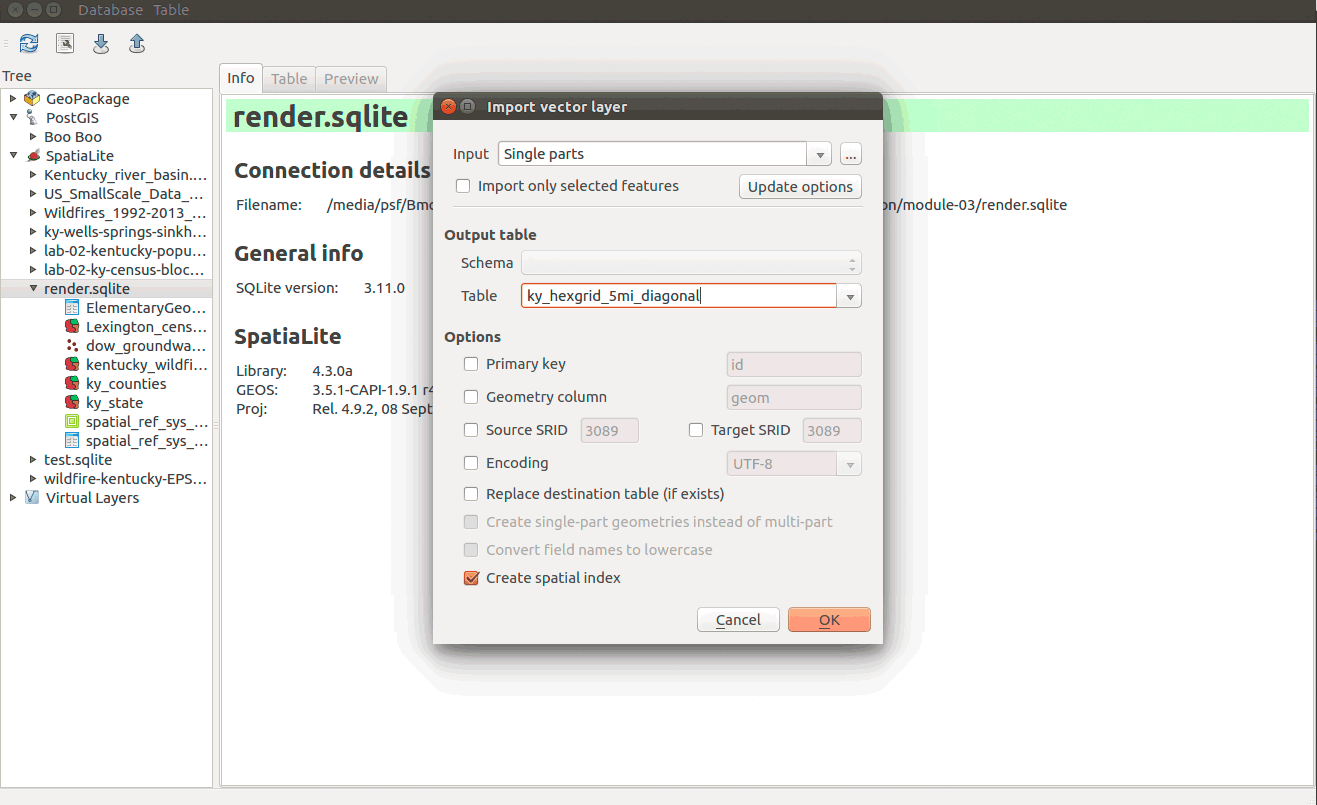 Database Table
Tree
GeoPackage
PostGIS
Boo Boo
SpatiaLite
Kentucky_river_basin....
US_SmallScale_Data_...
Wildfires_1992-2013_...
ky-wells-springs-sinkh...
lab-02-kentucky-popu...
lab-02-ky-census-bloc...
render.sqlite
ElementaryGeo...
Lexington_cens...
dow_groundwa...
kentucky_wildfi...
ky_counties
ky_state
spatial_ref_sys_...
spatial_ref_sys_...
test.sqlite
wildfire-kentucky-EPS...
Virtual Layers
Info Table Preview
render.sqlite
Connection details
Filename: /media/psf/Bmo
on/module-03/render.sqlite
General info
SQLite version: 3.11.0
SpatiaLite
Library: 4.3.0a
GEOS: 3.5.1-CAPI-1.9.1 r4
Proj: Rel. 4.9.2, 08 Sept
Import vector layer
Input Single parts ...
Import only selected features Update options
Output table
Schema
Table ky_hexgrid_5mi_diagonal
Options
Primary key id
Geometry column geom
Source SRID 3089 Target SRID 3089
Encoding UTF-8
Replace destination table (if exists)
Create single-part geometries instead of multi-part
Convert field names to lowercase
Create spatial index
Cancel OK